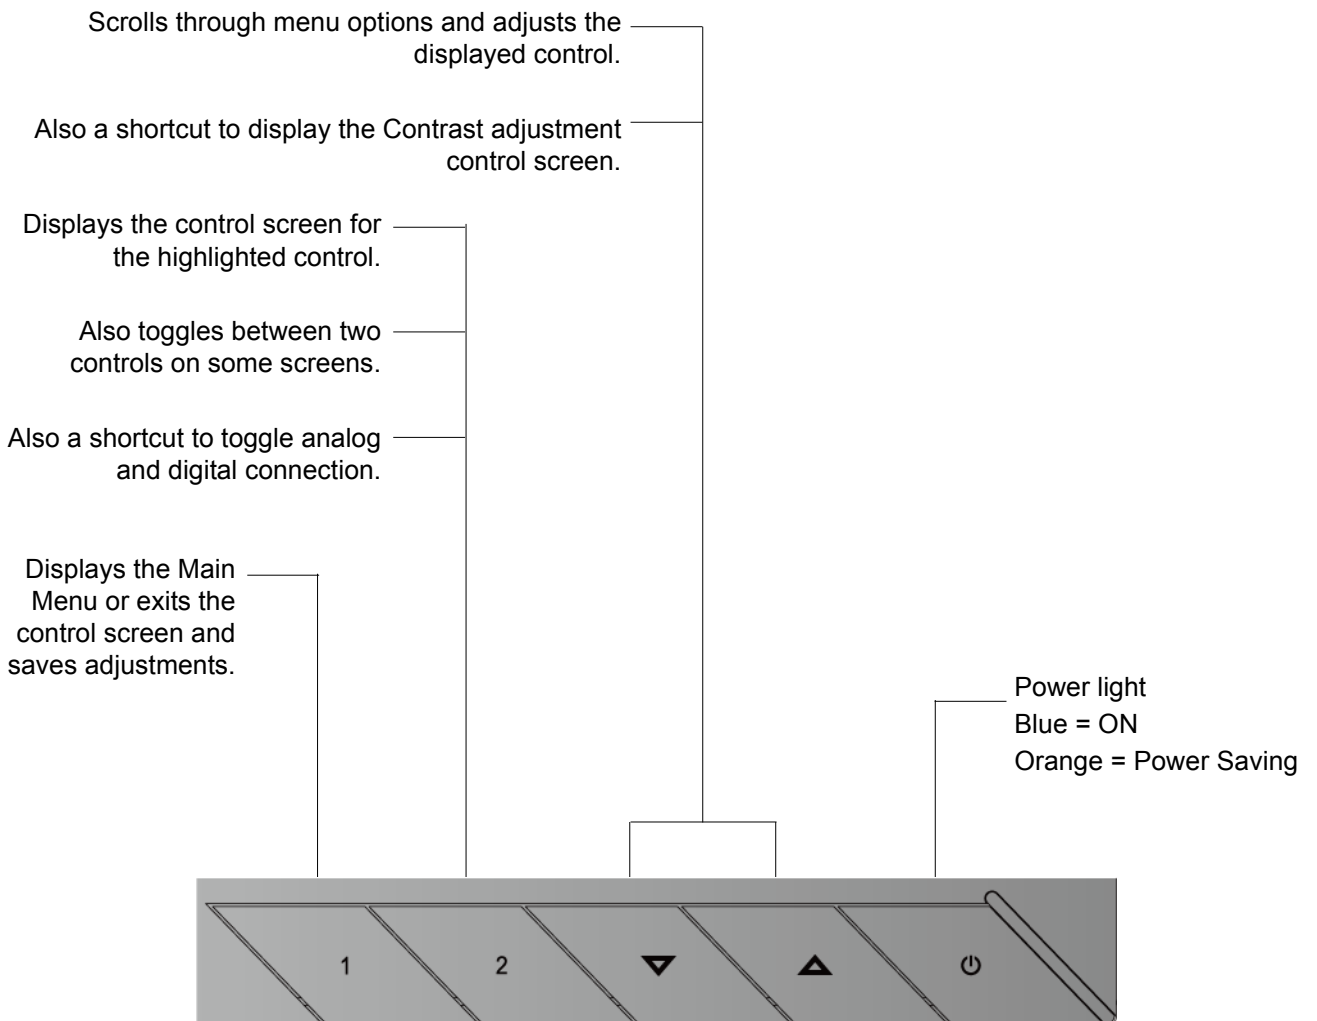 Scrolls through menu options and adjusts the
displayed control.
Also a shortcut to display the Contrast adjustment
control screen.
Displays the control screen for
the highlighted control.
Also toggles between two
controls on some screens.
Also a shortcut to toggle analog
and digital connection.
Displays the Main
Menu or exits the
control screen and
saves adjustments.
Power light
Blue = ON
Orange = Power Saving
1
2